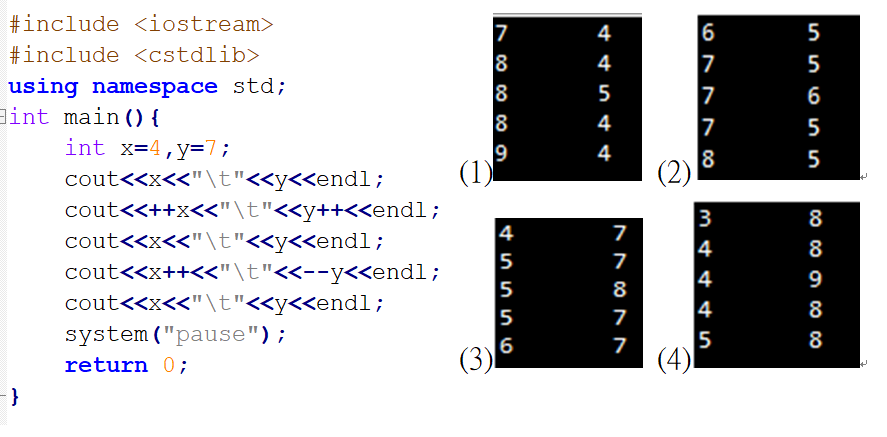 #include <iostream>
#include <cstdlib>
using namespace std;
int main(){
int x=4,y=7;
cout<<x<<"\t"<<y<<endl;
cout<<++x<<"\t"<<y++<<endl;
cout<<x<<"\t"<<y<<endl;
cout<<x++<<"\t"<<--y<<endl;
cout<<x<<"\t"<<y<<endl;
system("pause");
return 0;
}
(1)
7 4
8 4
8 5
8 4
9 4
(2)
6 5
7 5
7 6
7 5
8 5
(3)
4 7
5 7
5 8
5 7
6 7
(4)
3 8
4 8
4 9
4 8
5 8